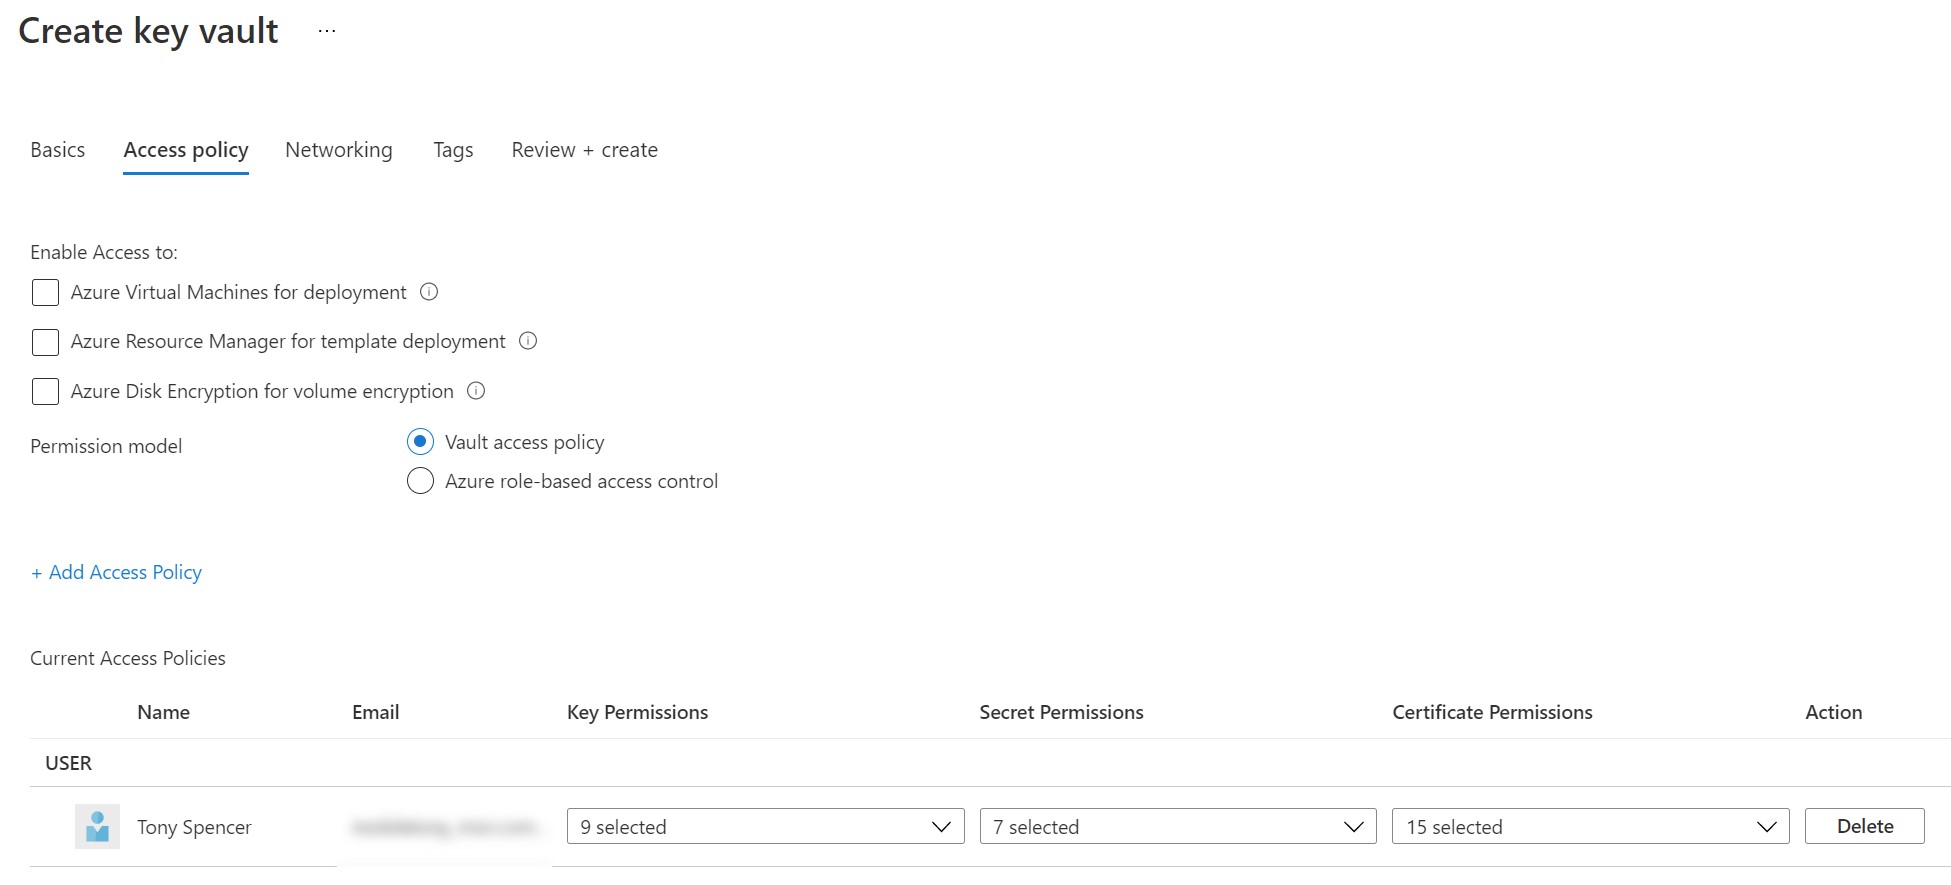 Create key vault ...
Basics Access policy Networking Tags Review + create
Enable Access to:
Azure Virtual Machines for deployment
Azure Resource Manager for template deployment
Azure Disk Encryption for volume encryption
Permission model
Vault access policy
Azure role-based access control
+ Add Access Policy
Current Access Policies
Name Email Key Permissions Secret Permissions Certificate Permissions Action
USER
Tony Spencer 9 selected 7 selected 15 selected Delete